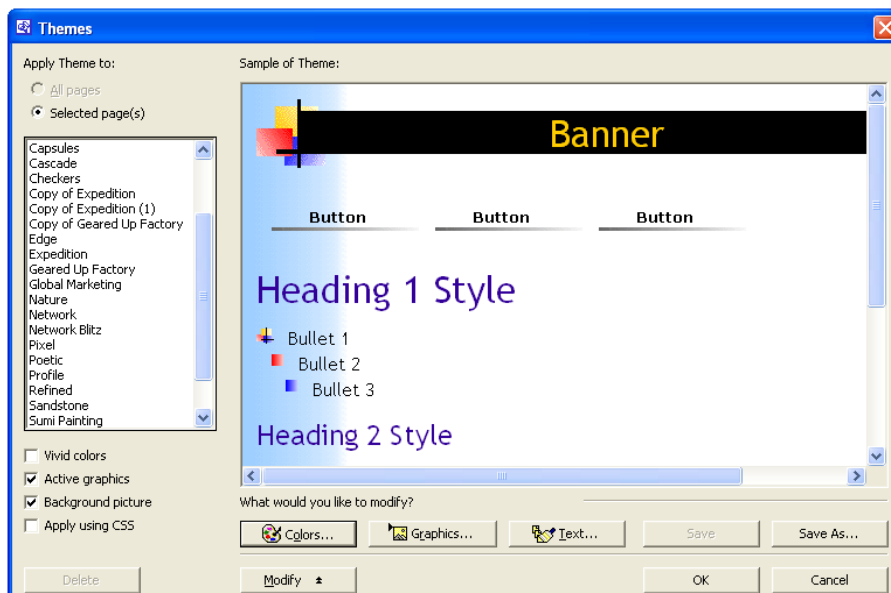 Themes
Apply Theme to:
All pages
Selected page(s)
Capsules
Cascade
Checkers
Copy of Expedition
Copy of Expedition (1)
Copy of Geared Up Factory
Edge
Expedition
Geared Up Factory
Global Marketing
Nature
Network
Network Blitz
Pixel
Poetic
Profile
Refined
Sandstone
Sumi Painting
Vivid colors
Active graphics
Background picture
Apply using CSS
Delete
Sample of Theme:
Banner
Button Button Button
Heading 1 Style
Bullet 1
Bullet 2
Bullet 3
Heading 2 Style
What would you like to modify?
Colors... Graphics... Text... Save Save As...
Modify OK Cancel